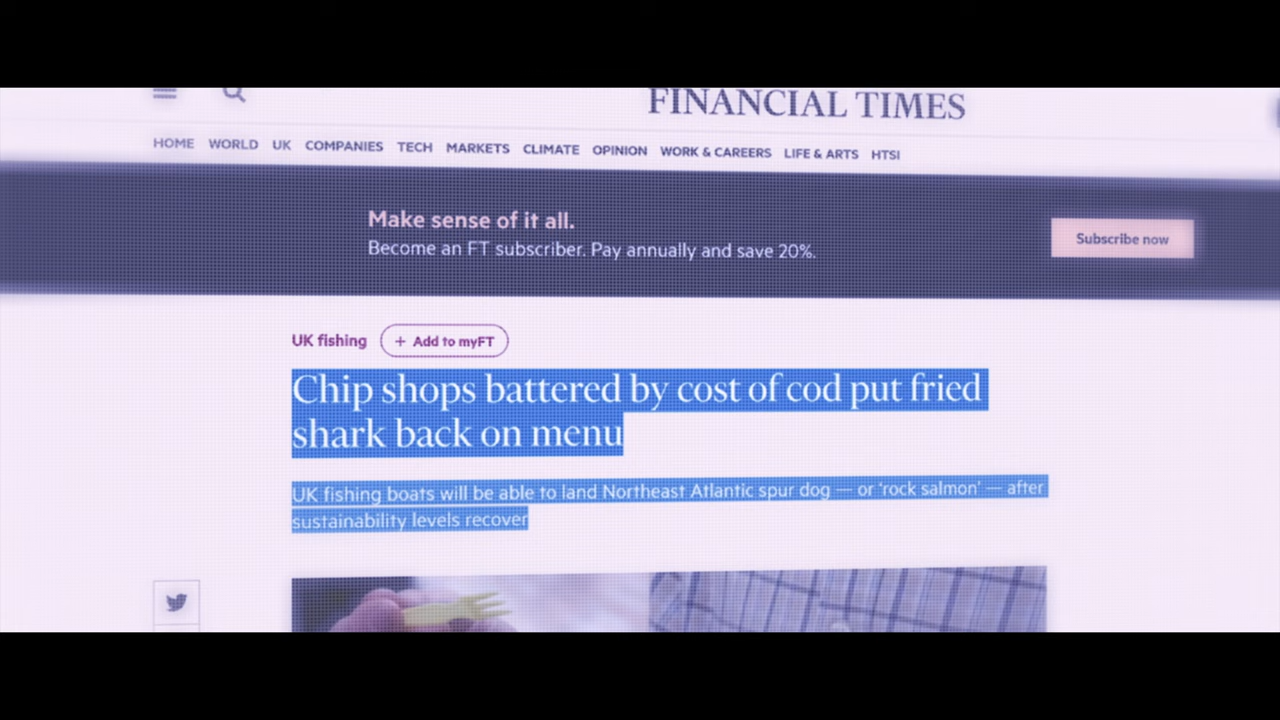 FINANCIAL TIMES
HOME WORLD UK COMPANIES TECH MARKETS CLIMATE OPINION WORK & CAREERS LIFE & ARTS HTSI
Make sense of it all.
Become an FT subscriber. Pay annually and save 20%.
Subscribe now
UK fishing
+ Add to myFT
Chip shops battered by cost of cod put fried
shark back on menu
UK fishing boats will be able to land Northeast Atlantic spur dog — or ‘rock salmon’ — after
sustainability levels recover